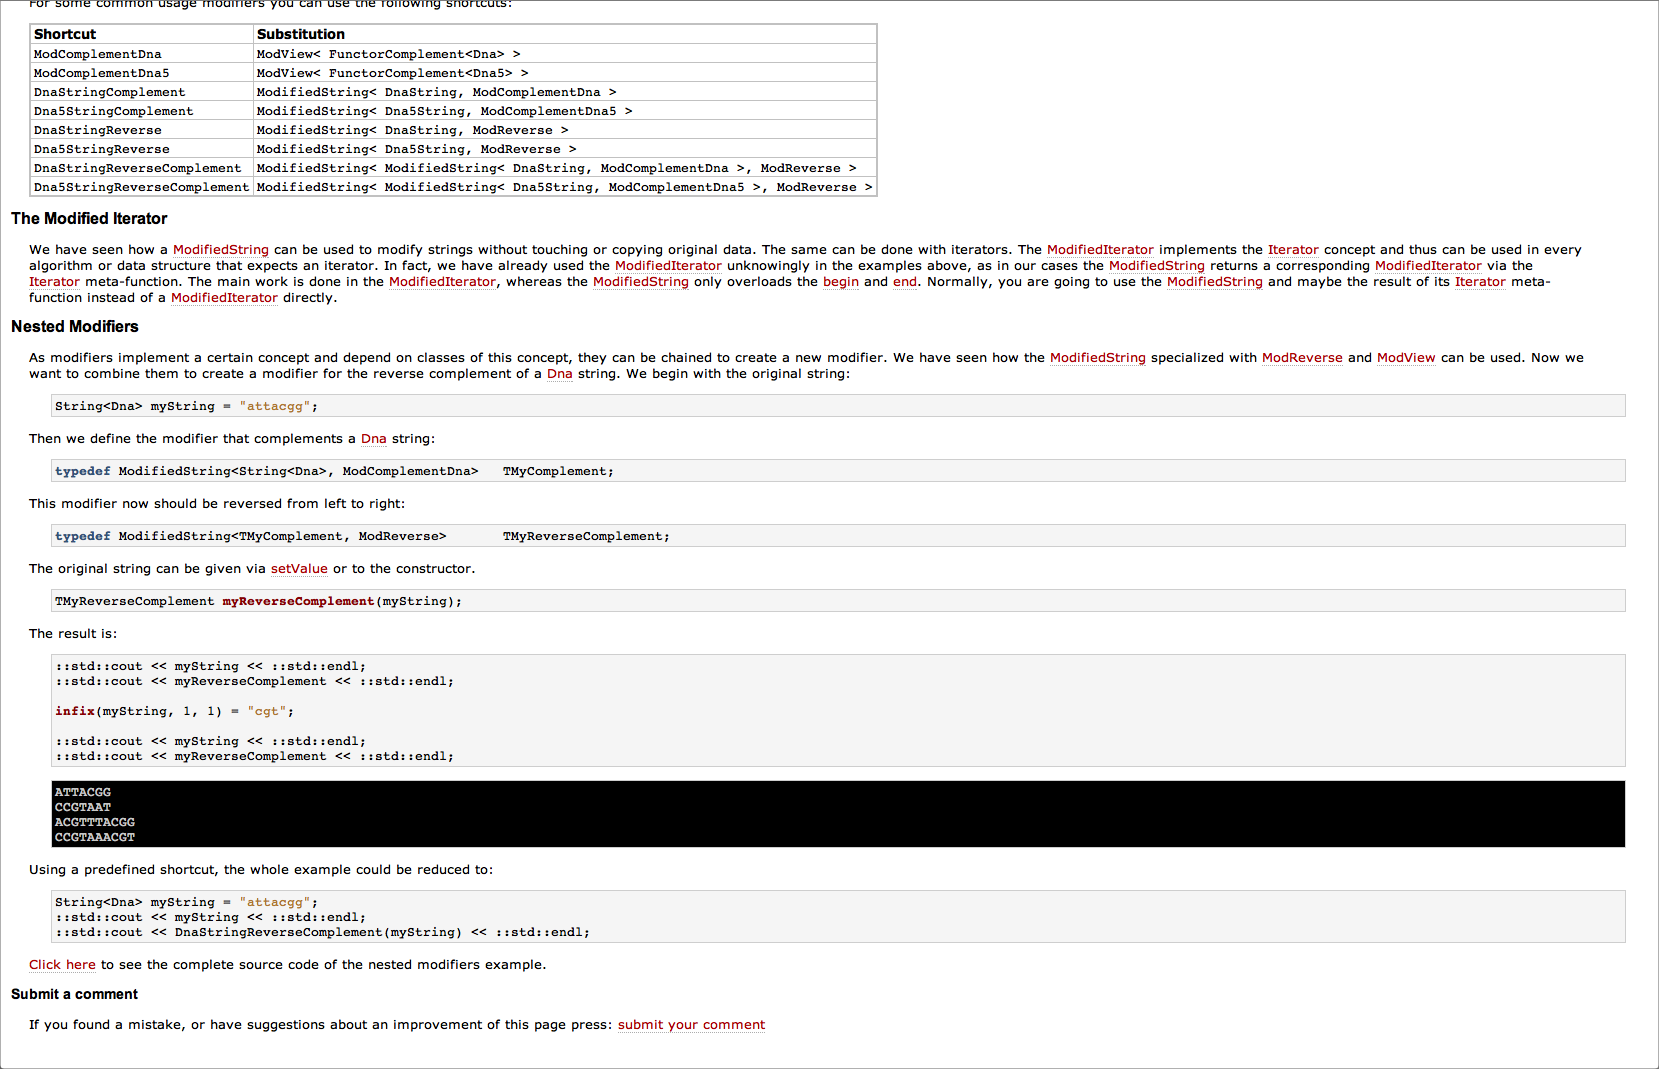 For some common usage modifiers you can use the following shortcuts:
Shortcut Substitution
ModComplementDna ModView< FunctorComplement<Dna> >
ModComplementDna5 ModView< FunctorComplement<Dna5> >
DnaStringComplement ModifiedString< DnaString, ModComplementDna >
Dna5StringComplement ModifiedString< Dna5String, ModComplementDna5 >
DnaStringReverse ModifiedString< DnaString, ModReverse >
Dna5StringReverse ModifiedString< Dna5String, ModReverse >
DnaStringReverseComplement ModifiedString< ModifiedString< DnaString, ModComplementDna >, ModReverse >
Dna5StringReverseComplement ModifiedString< ModifiedString< Dna5String, ModComplementDna5 >, ModReverse >
The Modified Iterator
We have seen how a ModifiedString can be used to modify strings without touching or copying original data. The same can be done with iterators. The ModifiedIterator implements the Iterator concept and thus can be used in every
algorithm or data structure that expects an iterator. In fact, we have already used the ModifiedIterator unknowingly in the examples above, as in our cases the ModifiedString returns a corresponding ModifiedIterator via the
Iterator meta-function. The main work is done in the ModifiedIterator, whereas the ModifiedString only overloads the begin and end. Normally, you are going to use the ModifiedString and maybe the result of its Iterator meta-
function instead of a ModifiedIterator directly.
Nested Modifiers
As modifiers implement a certain concept and depend on classes of this concept, they can be chained to create a new modifier. We have seen how the ModifiedString specialized with ModReverse and ModView can be used. Now we
want to combine them to create a modifier for the reverse complement of a Dna string. We begin with the original string:
String<Dna> myString = "attacgg";
Then we define the modifier that complements a Dna string:
typedef ModifiedString<String<Dna>, ModComplementDna>   TMyComplement;
This modifier now should be reversed from left to right:
typedef ModifiedString<TMyComplement, ModReverse>       TMyReverseComplement;
The original string can be given via setValue or to the constructor.
TMyReverseComplement myReverseComplement(myString);
The result is:
::std::cout << myString << ::std::endl;
::std::cout << myReverseComplement << ::std::endl;
infix(myString, 1, 1) = "cgt";
::std::cout << myString << ::std::endl;
::std::cout << myReverseComplement << ::std::endl;
ATTACGG
CCGTAAT
ACGTTTACGG
CCGTAAACGT
Using a predefined shortcut, the whole example could be reduced to:
String<Dna> myString = "attacgg";
::std::cout << myString << ::std::endl;
::std::cout << DnaStringReverseComplement(myString) << ::std::endl;
Click here to see the complete source code of the nested modifiers example.
Submit a comment
If you found a mistake, or have suggestions about an improvement of this page press: submit your comment